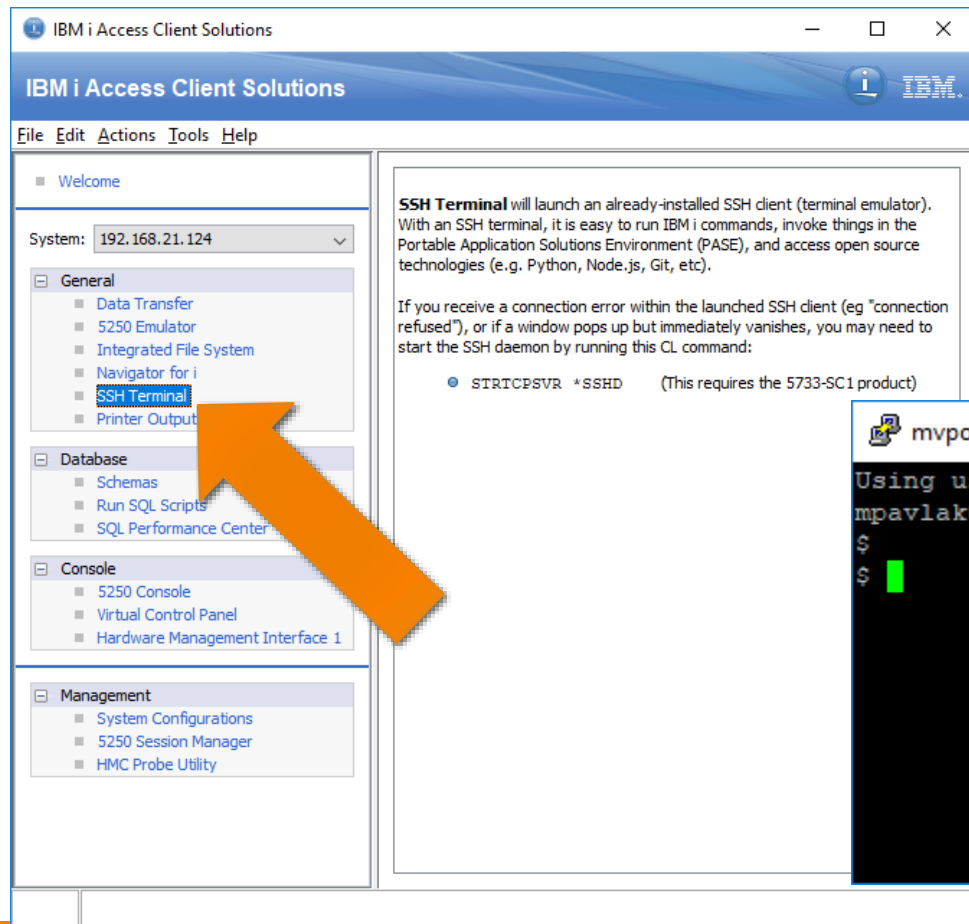 IBM i Access Client Solutions
IBM i Access Client Solutions
IBM.
File Edit Actions Tools Help
Welcome
System: 192.168.21.124
General
Data Transfer
5250 Emulator
Integrated File System
Navigator for i
SSH Terminal
Printer Output
Database
Schemas
Run SQL Scripts
SQL Performance Center
Console
5250 Console
Virtual Control Panel
Hardware Management Interface 1
Management
System Configurations
5250 Session Manager
HMC Probe Utility
SSH Terminal will launch an already-installed SSH client (terminal emulator).
With an SSH terminal, it is easy to run IBM i commands, invoke things in the
Portable Application Solutions Environment (PASE), and access open source
technologies (e.g. Python, Node.js, Git, etc).
If you receive a connection error within the launched SSH client (eg "connection
refused"), or if a window pops up but immediately vanishes, you may need to
start the SSH daemon by running this CL command:
STRTCPSVR *SSHD (This requires the 5733-SC1 product)
mvpo
Using u
mpavlak
$
$